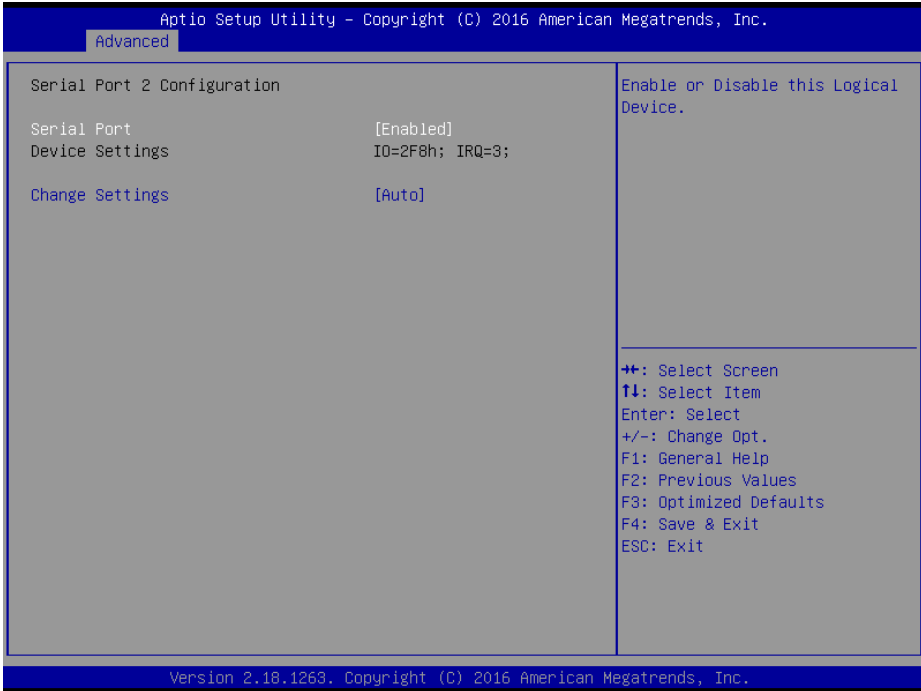 Aptio Setup Utility – Copyright (C) 2016 American Megatrends, Inc.
Advanced
Serial Port 2 Configuration
Serial Port [Enabled]
Device Settings IO=2F8h; IRQ=3;
Change Settings [Auto]
Enable or Disable this Logical
Device.
→←: Select Screen
↑↓: Select Item
Enter: Select
+/-: Change Opt.
F1: General Help
F2: Previous Values
F3: Optimized Defaults
F4: Save & Exit
ESC: Exit
Version 2.18.1263. Copyright (C) 2016 American Megatrends, Inc.